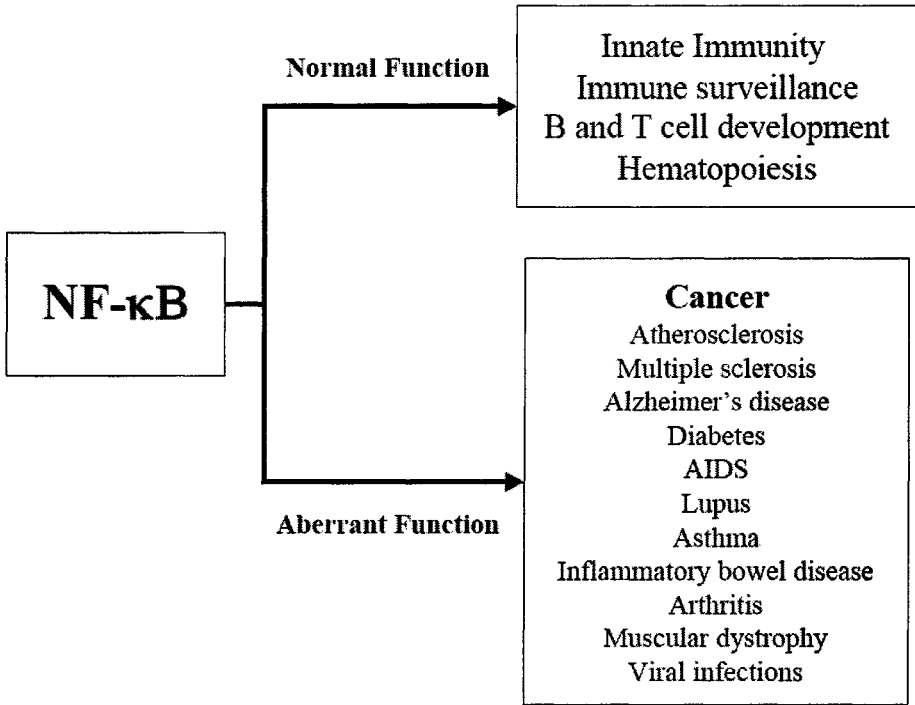 Normal Function
Innate Immunity
Immune surveillance
B and T cell development
Hematopoiesis
NF-κB
Aberrant Function
Cancer
Atherosclerosis
Multiple sclerosis
Alzheimer's disease
Diabetes
AIDS
Lupus
Asthma
Inflammatory bowel disease
Arthritis
Muscular dystrophy
Viral infections